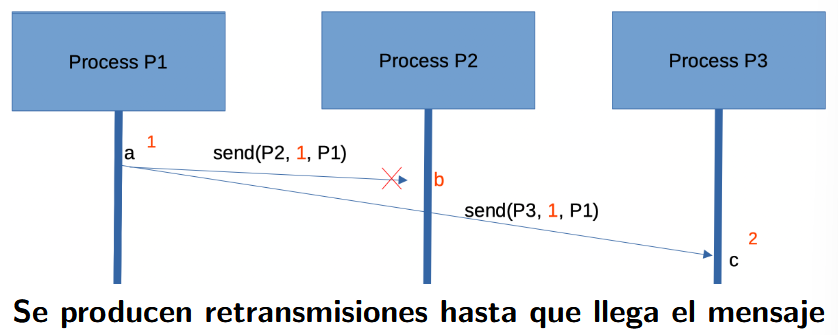 Process P1
Process P2
Process P3
a
1
send(P2, 1, P1)
b
send(P3, 1, P1)
2
c
Se producen retransmisiones hasta que llega el mensaje